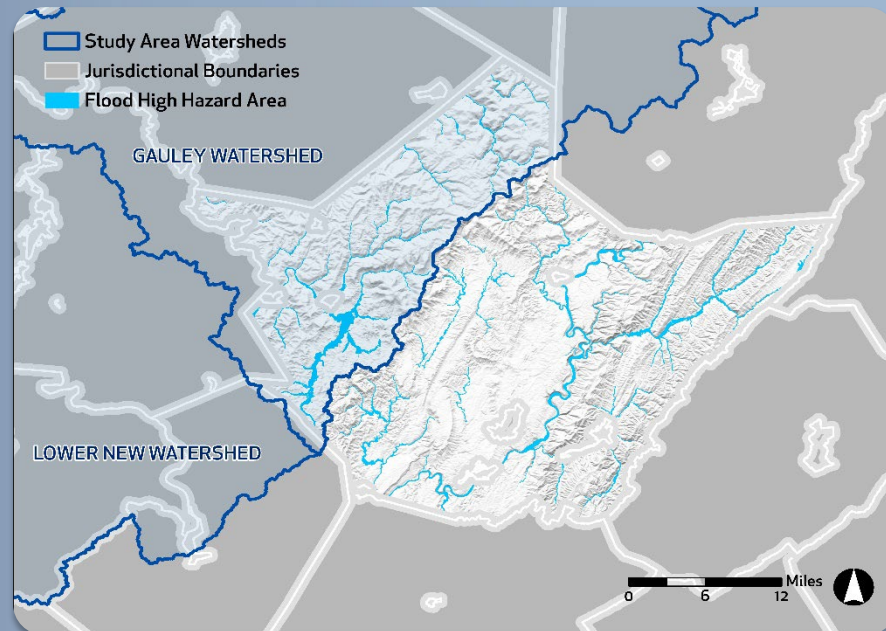 Study Area Watersheds
Jurisdictional Boundaries
Flood High Hazard Area
GAULEY WATERSHED
LOWER NEW WATERSHED
Miles
0 6 12